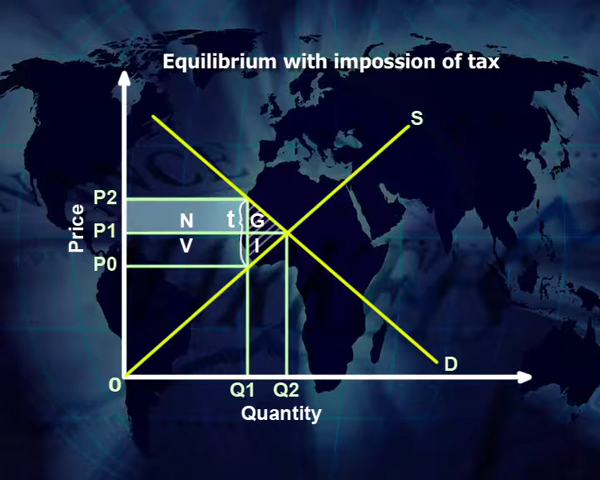 Equilibrium with impossion of tax
S
P2
N
t
G
P1
V
I
P0
Price
D
O
Q1
Q2
Quantity